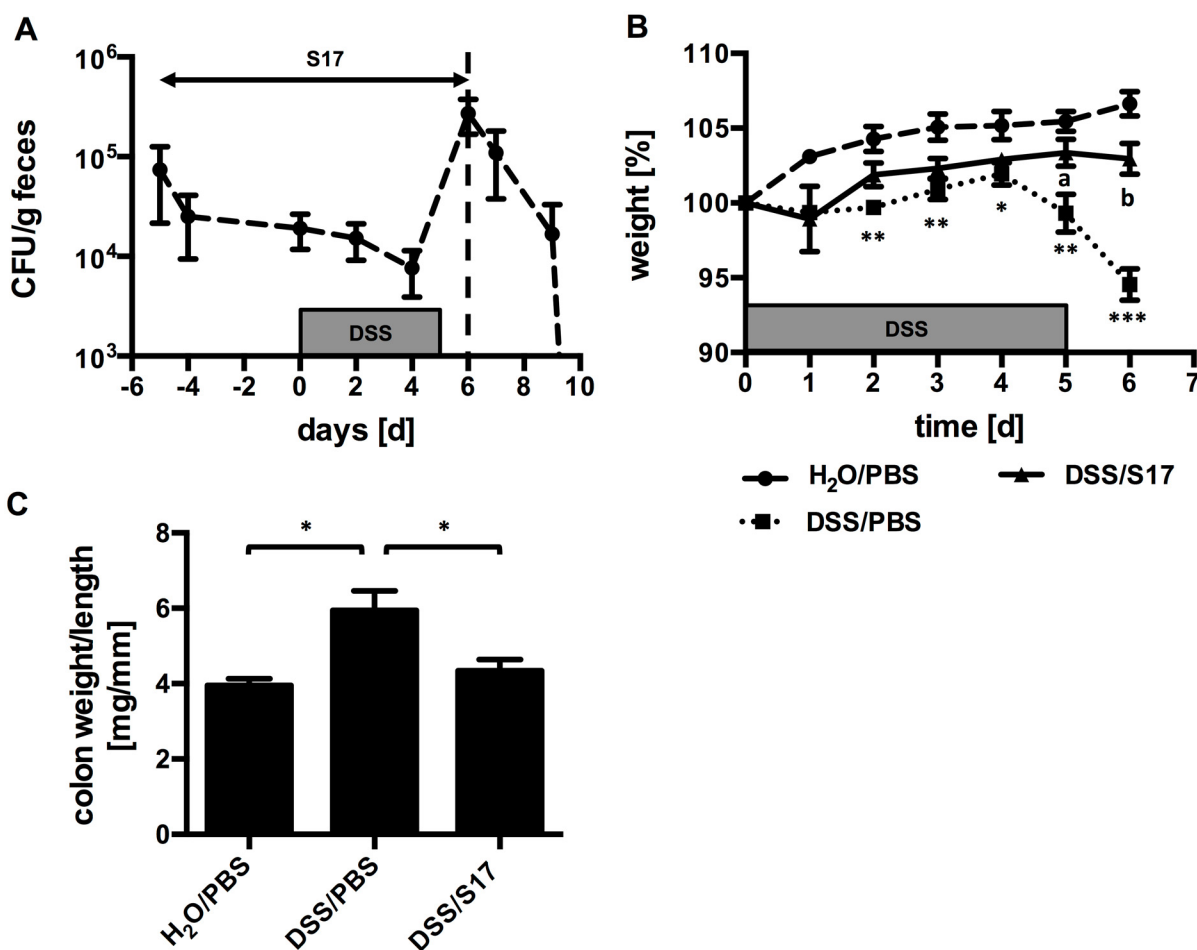 A
10⁶
10⁵
10⁴
10³
CFU/g feces
S17
DSS
-6 -4 -2 0 2 4 6 8 10
days [d]
B
110
105
100
95
90
weight [%]
a
b
** ** * ** ***
DSS
0 1 2 3 4 5 6 7
time [d]
H₂O/PBS
DSS/S17
DSS/PBS
C
8
6
4
2
0
colon weight/length
[mg/mm]
* *
H₂O/PBS
DSS/PBS
DSS/S17